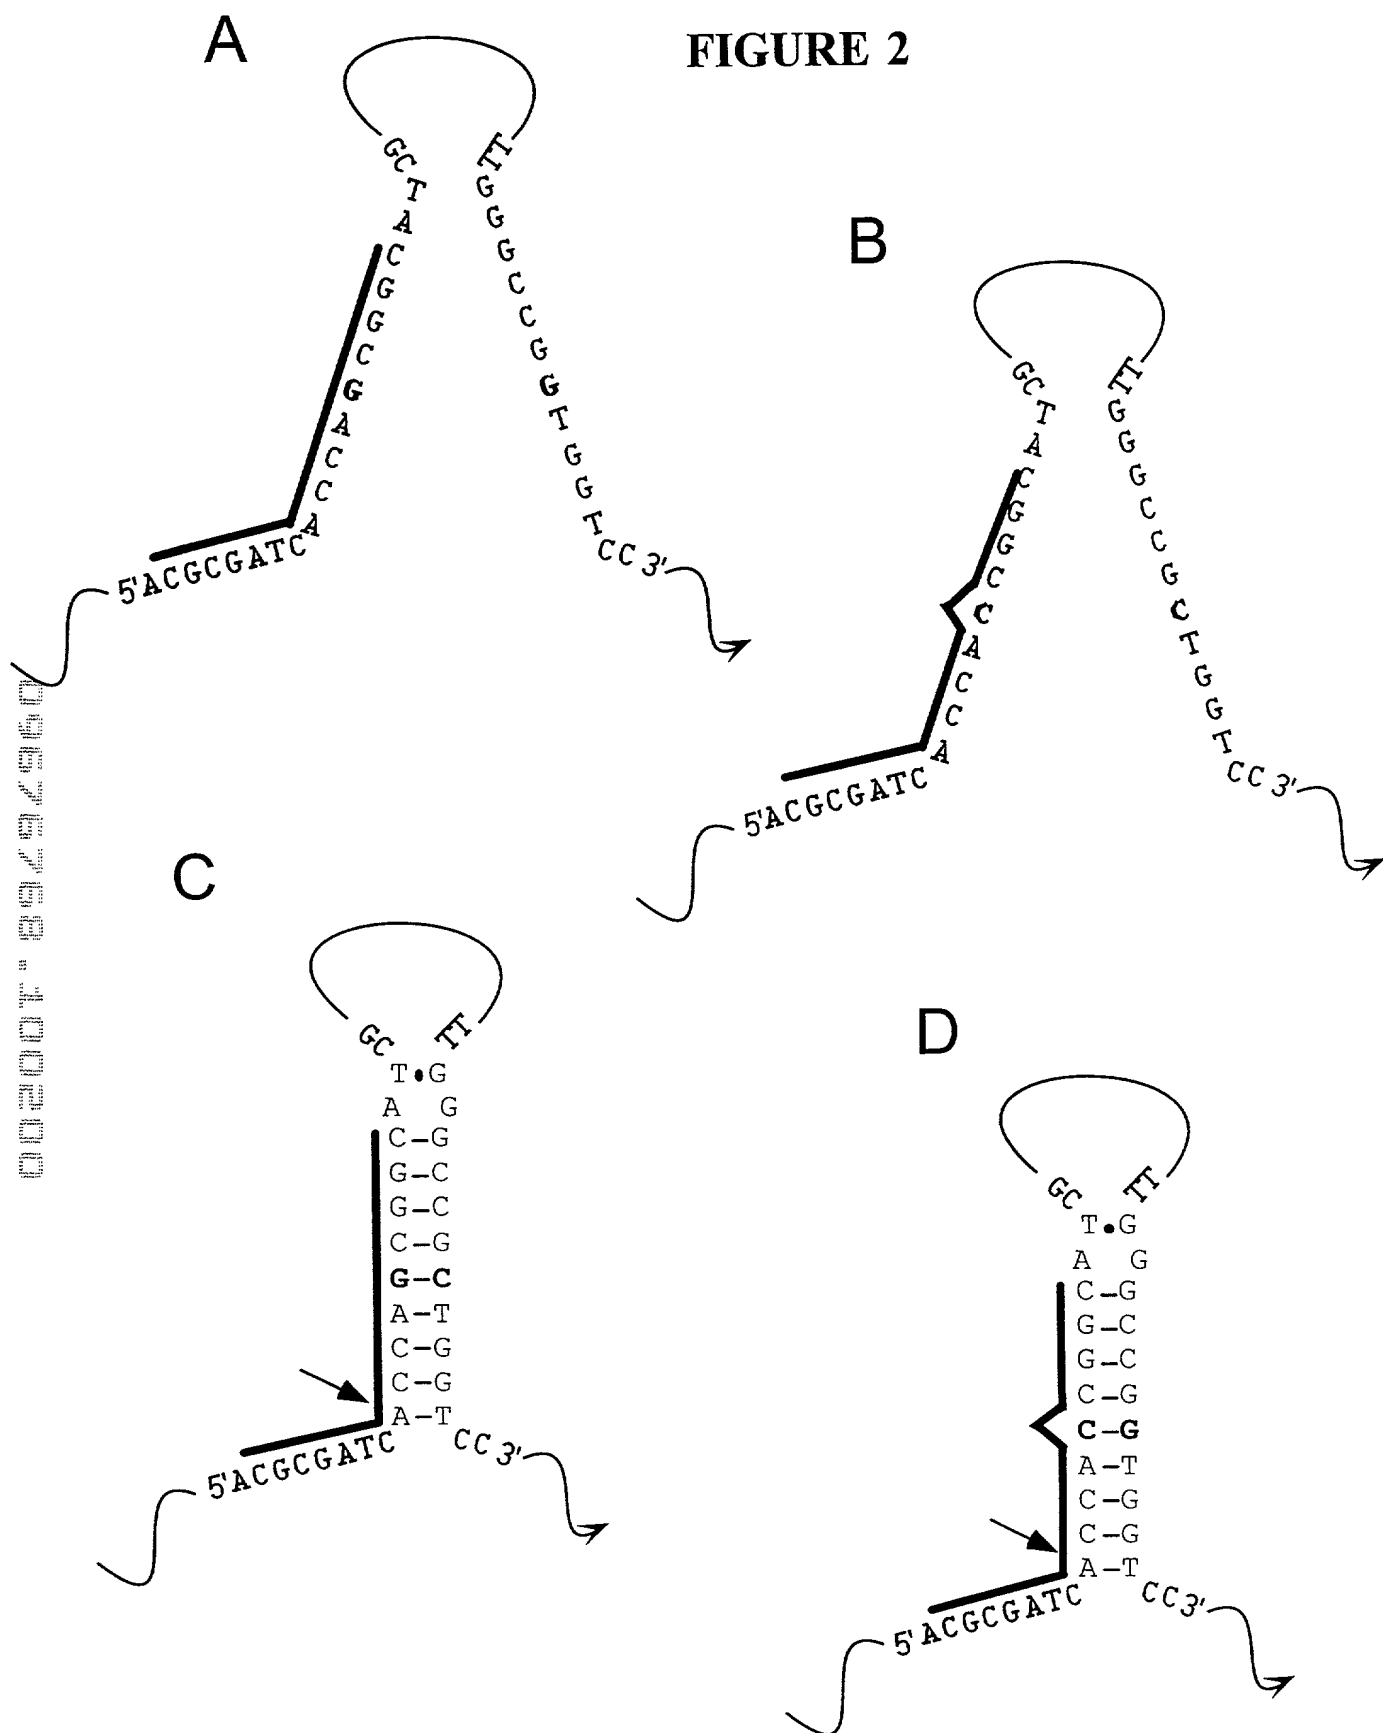 FIGURE 2
A
GC TT
T G
A G
C G
G C
G C
C G
G G
A T
C G
C G
A T
5'ACGCGATC CC 3'
B
GC TT
T G
A G
C G
G C
G C
C G
C C
A T
C G
C G
A T
5'ACGCGATC CC 3'
C
GC TT
T•G
A G
C–G
G–C
G–C
C–G
G–C
A–T
C–G
C–G
A–T
5'ACGCGATC CC 3'
D
GC TT
T•G
A G
C–G
G–C
G–C
C–G
C–G
A–T
C–G
C–G
A–T
5'ACGCGATC CC 3'